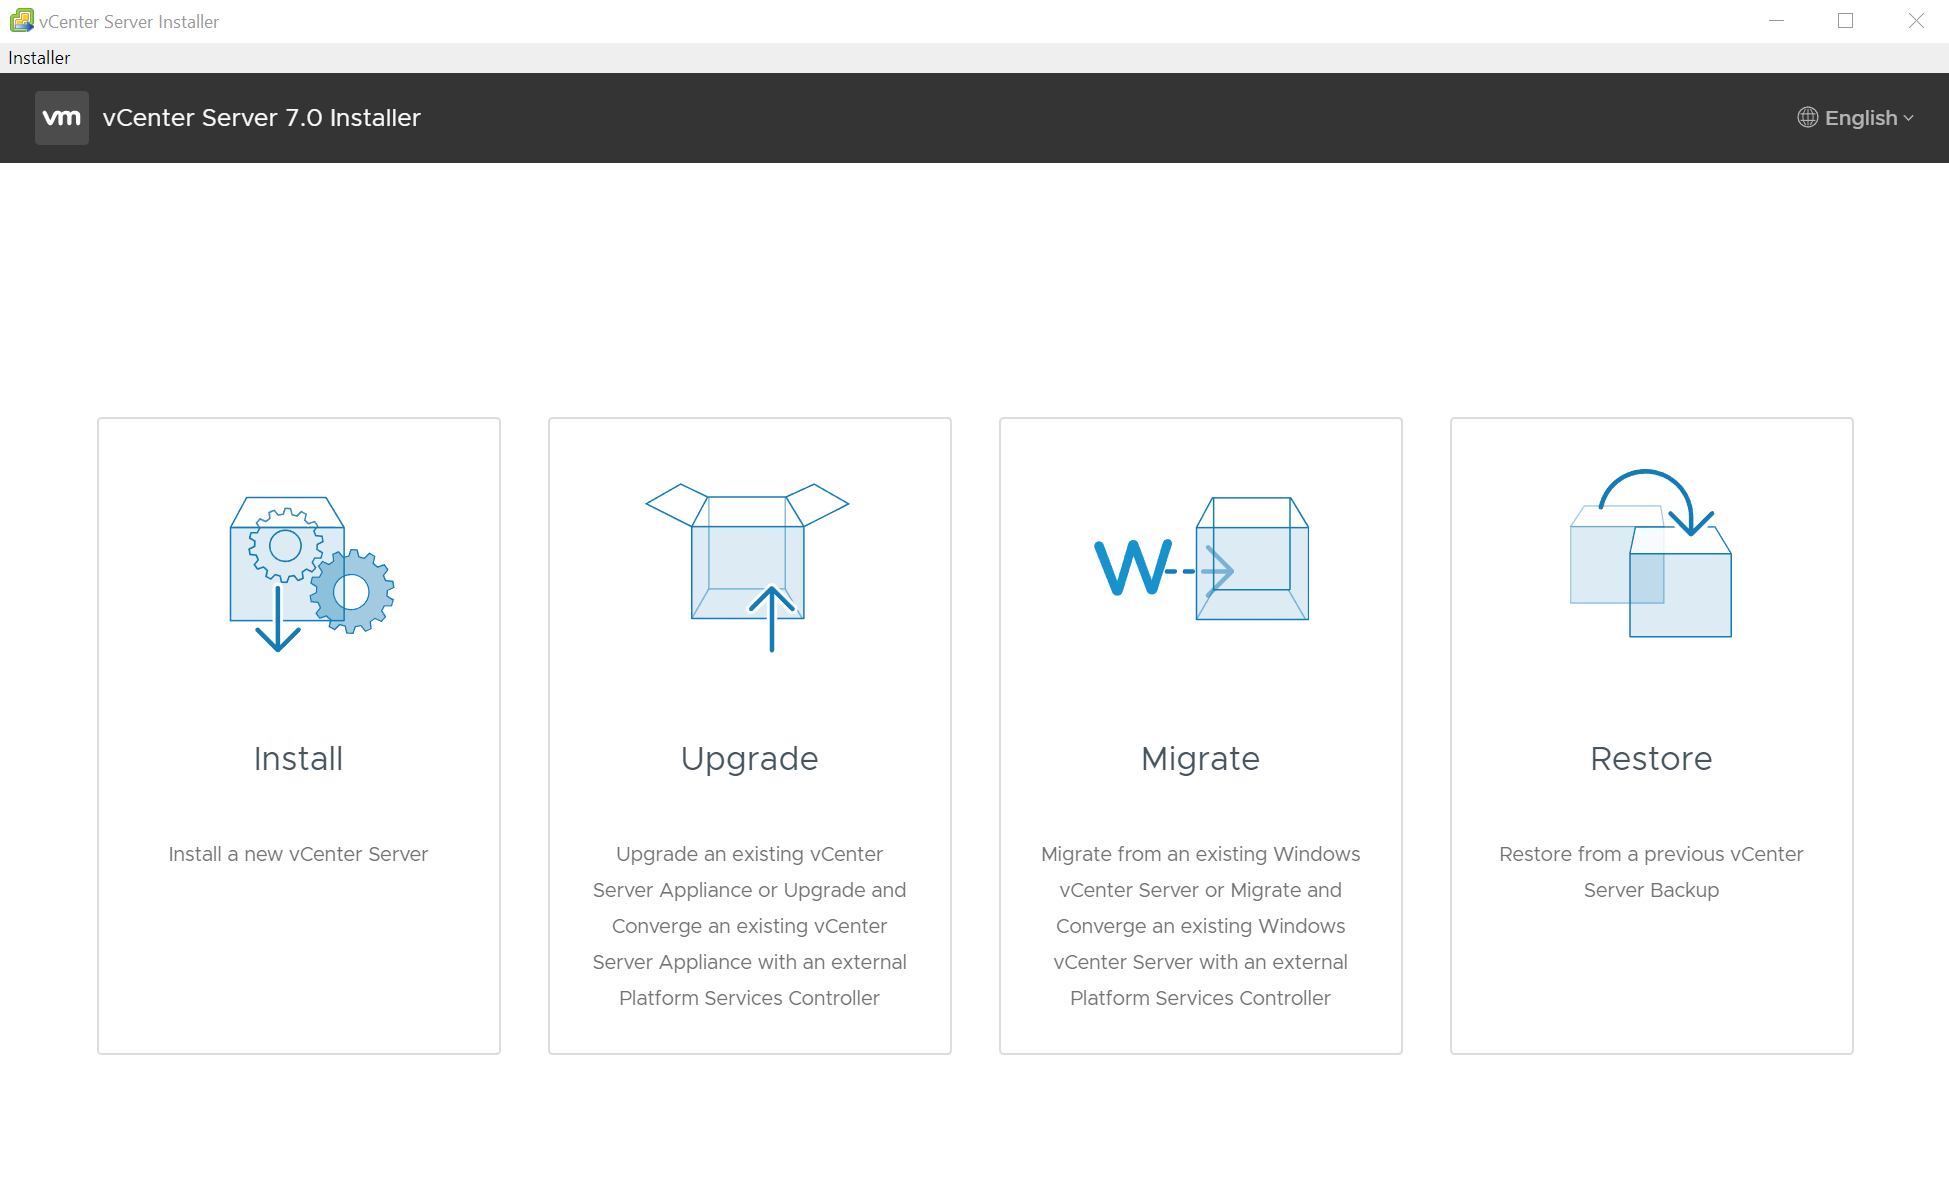 vCenter Server Installer
Installer
vm vCenter Server 7.0 Installer
English
W
Install
Install a new vCenter Server
Upgrade
Upgrade an existing vCenter
Server Appliance or Upgrade and
Converge an existing vCenter
Server Appliance with an external
Platform Services Controller
Migrate
Migrate from an existing Windows
vCenter Server or Migrate and
Converge an existing Windows
vCenter Server with an external
Platform Services Controller
Restore
Restore from a previous vCenter
Server Backup